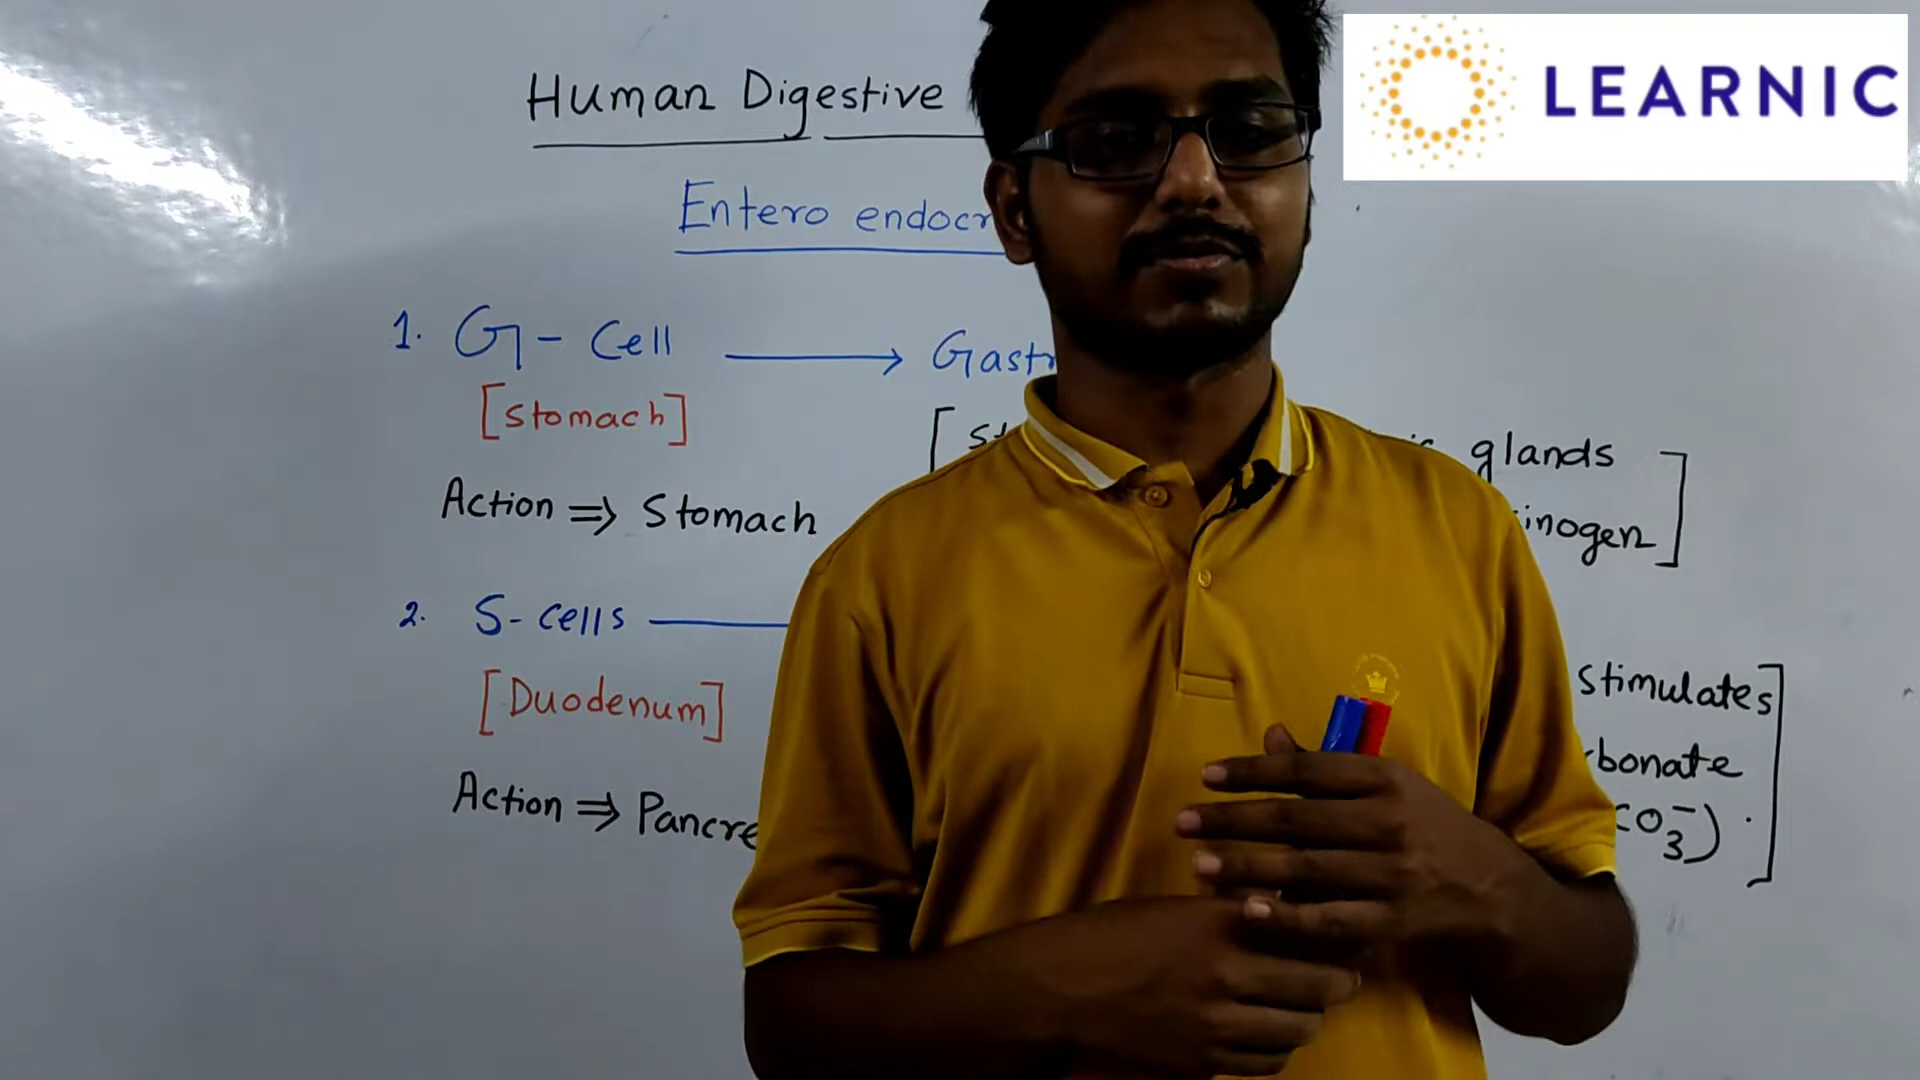 LEARNIC
Human Digestive
Entero endocr
1. G - Cell → Gastr
[Stomach]
[ glands
Action ⇒ Stomach inogen]
2. S-cells
[Duodenum] stimulates]
bonate
Action ⇒ Pancre CO3-) .